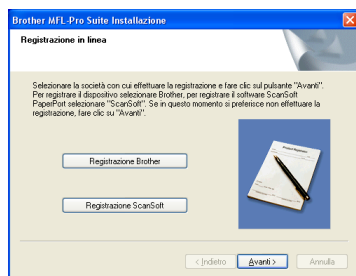 Brother MFL-Pro Suite Installazione
Registrazione in linea
Selezionare la società con cui effettuare la registrazione e fare clic sul pulsante "Avanti".
Per registrare il dispositivo selezionare Brother, per registrare il software ScanSoft
PaperPort selezionare "ScanSoft". Se in questo momento si preferisce non effettuare la
registrazione, fare clic su "Avanti".
Product Registration
Registrazione Brother
Registrazione ScanSoft
< Indietro
Avanti >
Annulla